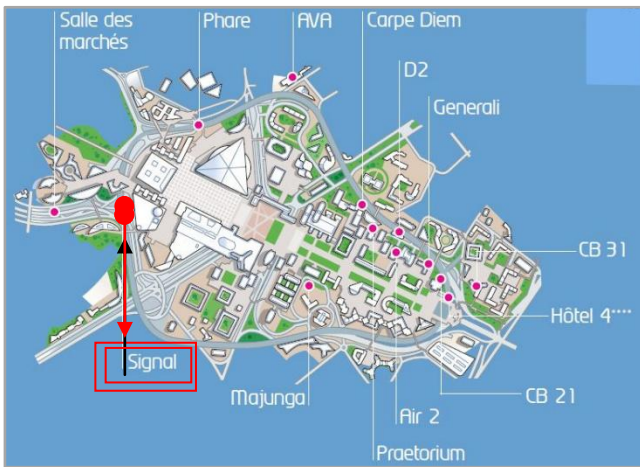 Salle des
marchés
Phare
AVA
Carpe Diem
D2
Generali
CB 31
Hôtel 4****
CB 21
Air 2
Praetorium
Majunga
Signal